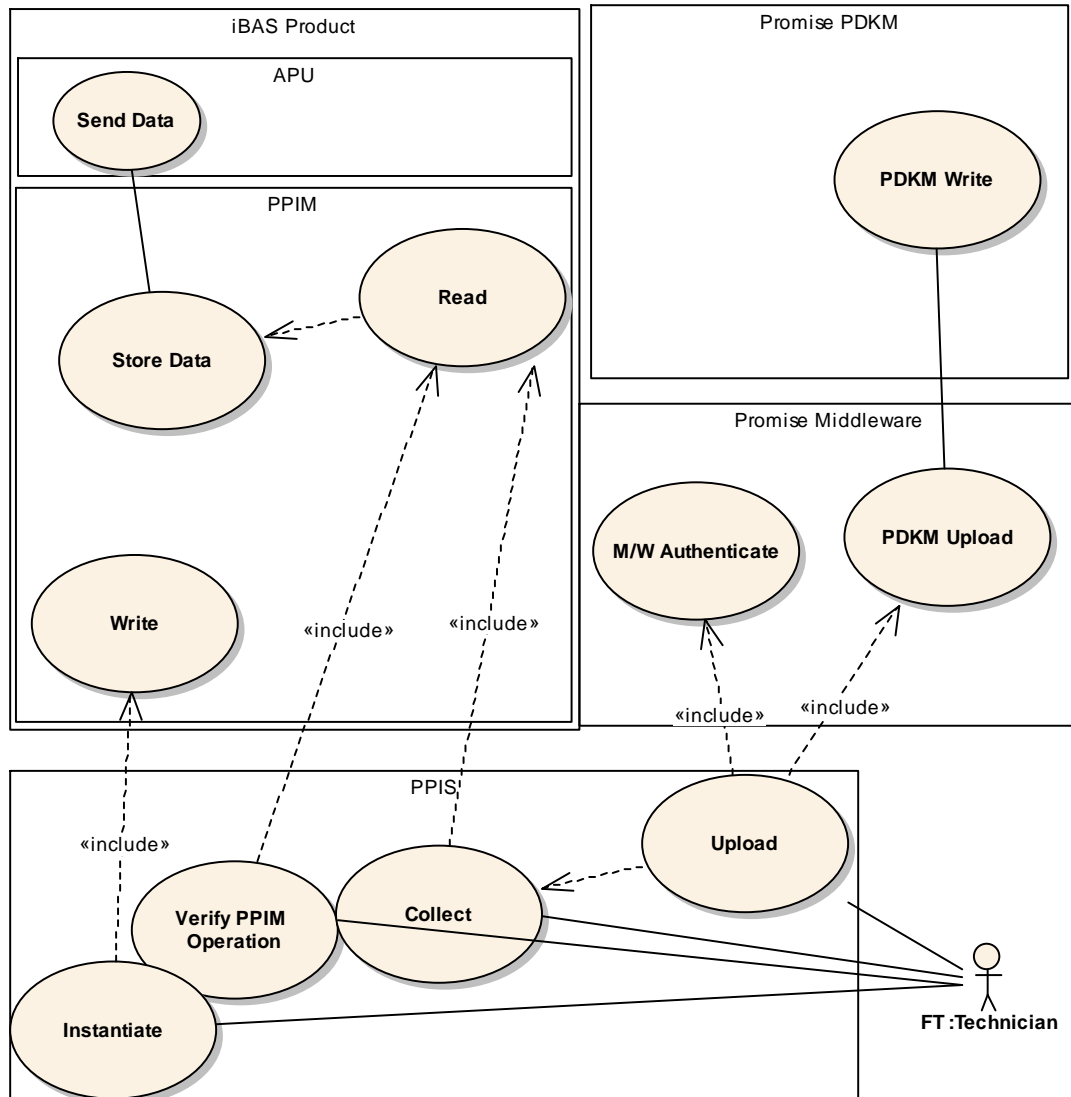 iBAS Product
APU
Send Data
PPIM
Read
Store Data
Write
«include»
«include»
«include»
Promise PDKM
PDKM Write
Promise Middleware
M/W Authenticate
PDKM Upload
«include»
«include»
PPIS
Upload
Collect
Verify PPIM
Operation
Instantiate
FT :Technician